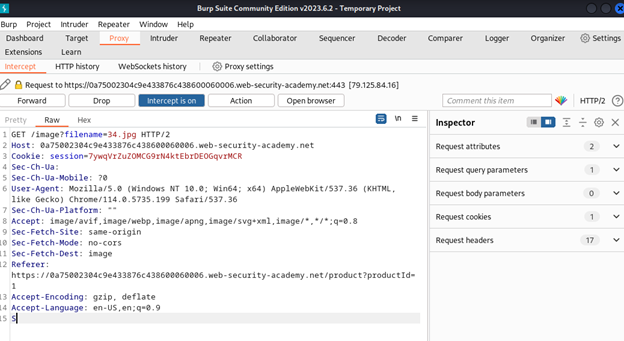 Burp Suite Community Edition v2023.6.2 - Temporary Project
Burp Project Intruder Repeater Window Help
Dashboard Target Proxy Intruder Repeater Collaborator Sequencer Decoder Comparer Logger Organizer Settings
Extensions Learn
Intercept HTTP history WebSockets history Proxy settings
Request to https://0a75002304c9e433876c438600060006.web-security-academy.net:443 [79.125.84.16]
Forward Drop Intercept is on Action Open browser Comment this item HTTP/2 ?
Pretty Raw Hex \n
Inspector
1 GET /image?filename=34.jpg HTTP/2
2 Host: 0a75002304c9e433876c438600060006.web-security-academy.net
3 Cookie: session=7ywqVrZuZOMCG9rN4ktEbrDEOGqvrMCR
4 Sec-Ch-Ua:
5 Sec-Ch-Ua-Mobile: ?0
6 User-Agent: Mozilla/5.0 (Windows NT 10.0; Win64; x64) AppleWebKit/537.36 (KHTML,
like Gecko) Chrome/114.0.5735.199 Safari/537.36
7 Sec-Ch-Ua-Platform: ""
8 Accept: image/avif,image/webp,image/apng,image/svg+xml,image/*,*/*;q=0.8
9 Sec-Fetch-Site: same-origin
10 Sec-Fetch-Mode: no-cors
11 Sec-Fetch-Dest: image
12 Referer:
https://0a75002304c9e433876c438600060006.web-security-academy.net/product?productId=
1
13 Accept-Encoding: gzip, deflate
14 Accept-Language: en-US,en;q=0.9
15 S
Request attributes 2
Request query parameters 1
Request body parameters 0
Request cookies 1
Request headers 17